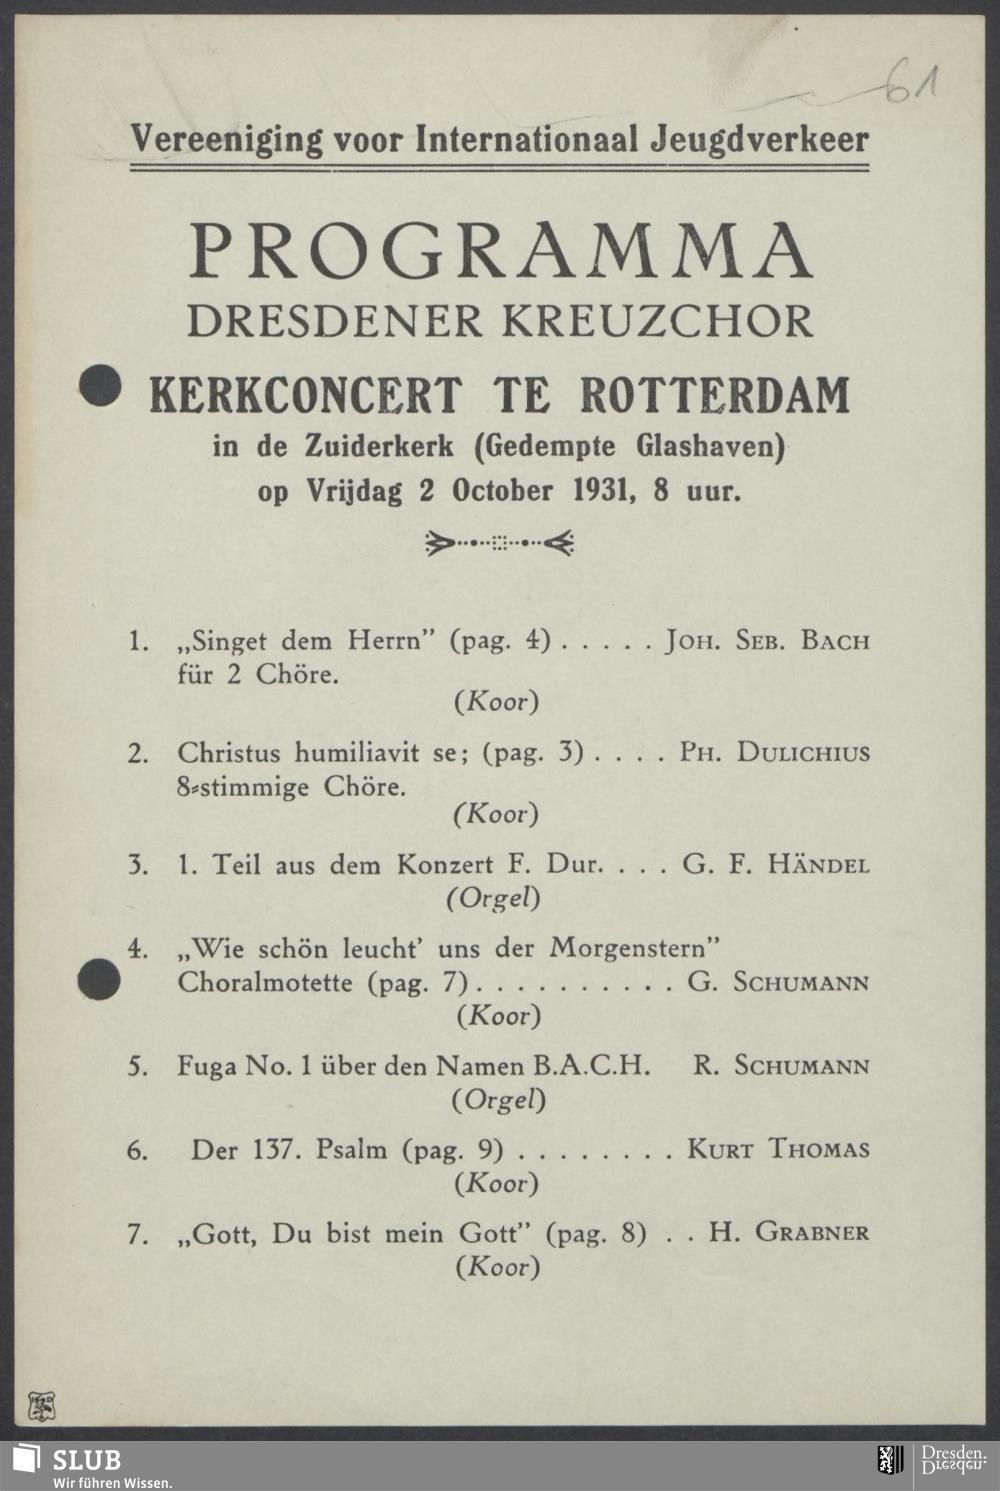 61
Vereeniging voor Internationaal Jeugdverkeer
PROGRAMMA
DRESDENER KREUZCHOR
KERKCONCERT TE ROTTERDAM
in de Zuiderkerk (Gedempte Glashaven)
op Vrijdag 2 October 1931, 8 uur.
1. „Singet dem Herrn” (pag. 4) . . . . . JOH. SEB. BACH
für 2 Chöre.
(Koor)
2. Christus humiliavit se; (pag. 3) . . . . PH. DULICHIUS
8-stimmige Chöre.
(Koor)
3. 1. Teil aus dem Konzert F. Dur. . . . G. F. HÄNDEL
(Orgel)
4. „Wie schön leucht’ uns der Morgenstern”
Choralmotette (pag. 7) . . . . . . . . . . G. SCHUMANN
(Koor)
5. Fuga No. 1 über den Namen B.A.C.H. R. SCHUMANN
(Orgel)
6. Der 137. Psalm (pag. 9) . . . . . . . . KURT THOMAS
(Koor)
7. „Gott, Du bist mein Gott” (pag. 8) . . H. GRABNER
(Koor)
SLUB
Wir führen Wissen.
Dresden.
Dresden.